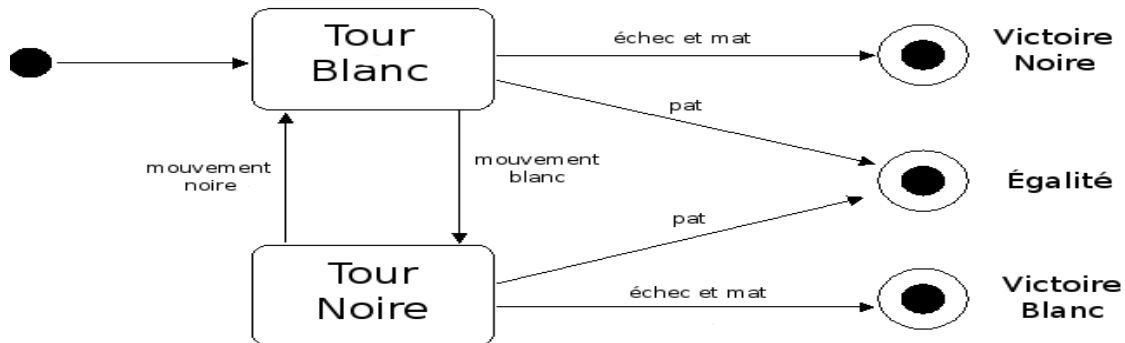 Tour
Blanc
échec et mat
Victoire
Noire
pat
mouvement
noire
mouvement
blanc
Égalité
pat
Tour
Noire
échec et mat
Victoire
Blanc